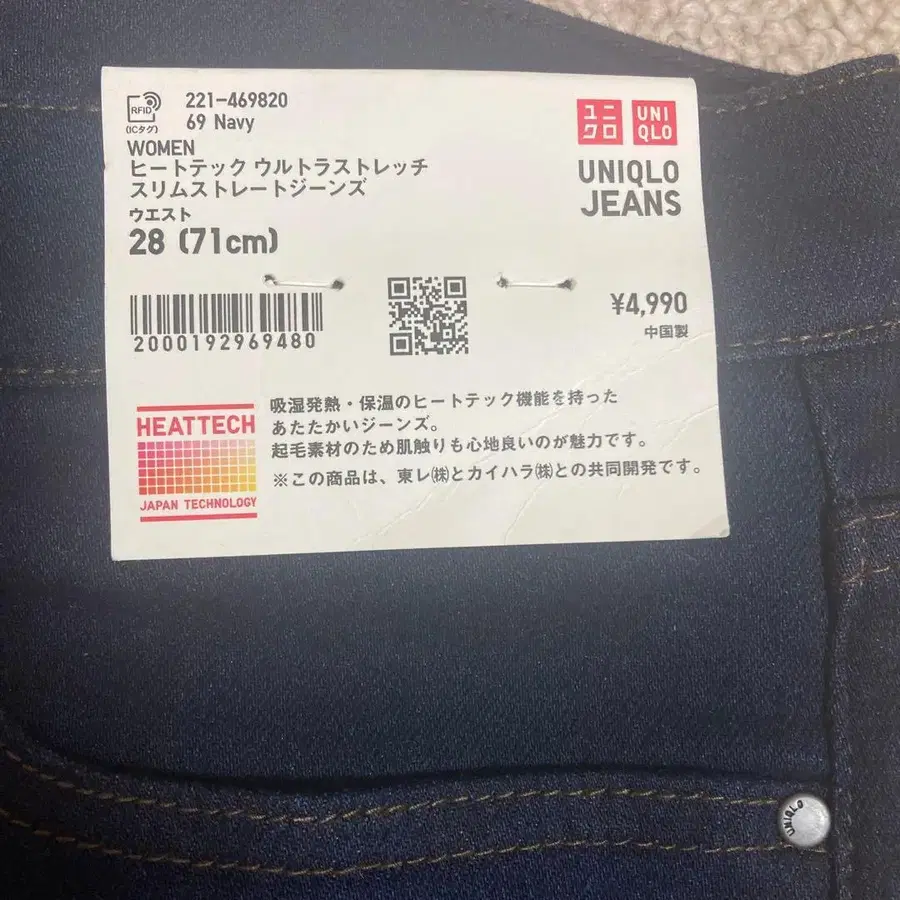 RFID
(ICタグ)
221-469820
69 Navy
WOMEN
ヒートテック ウルトラストレッチ
スリムストレートジーンズ
ウエスト
28 (71cm)
ユニ
クロ
UNI
QLO
UNIQLO
JEANS
2000192969480
¥4,990
中国製
HEATTECH
JAPAN TECHNOLOGY
吸湿発熱・保温のヒートテック機能を持った
あたたかいジーンズ。
起毛素材のため肌触りも心地良いのが魅力です。
※この商品は、東レ㈱とカイハラ㈱との共同開発です。
UNIQLO